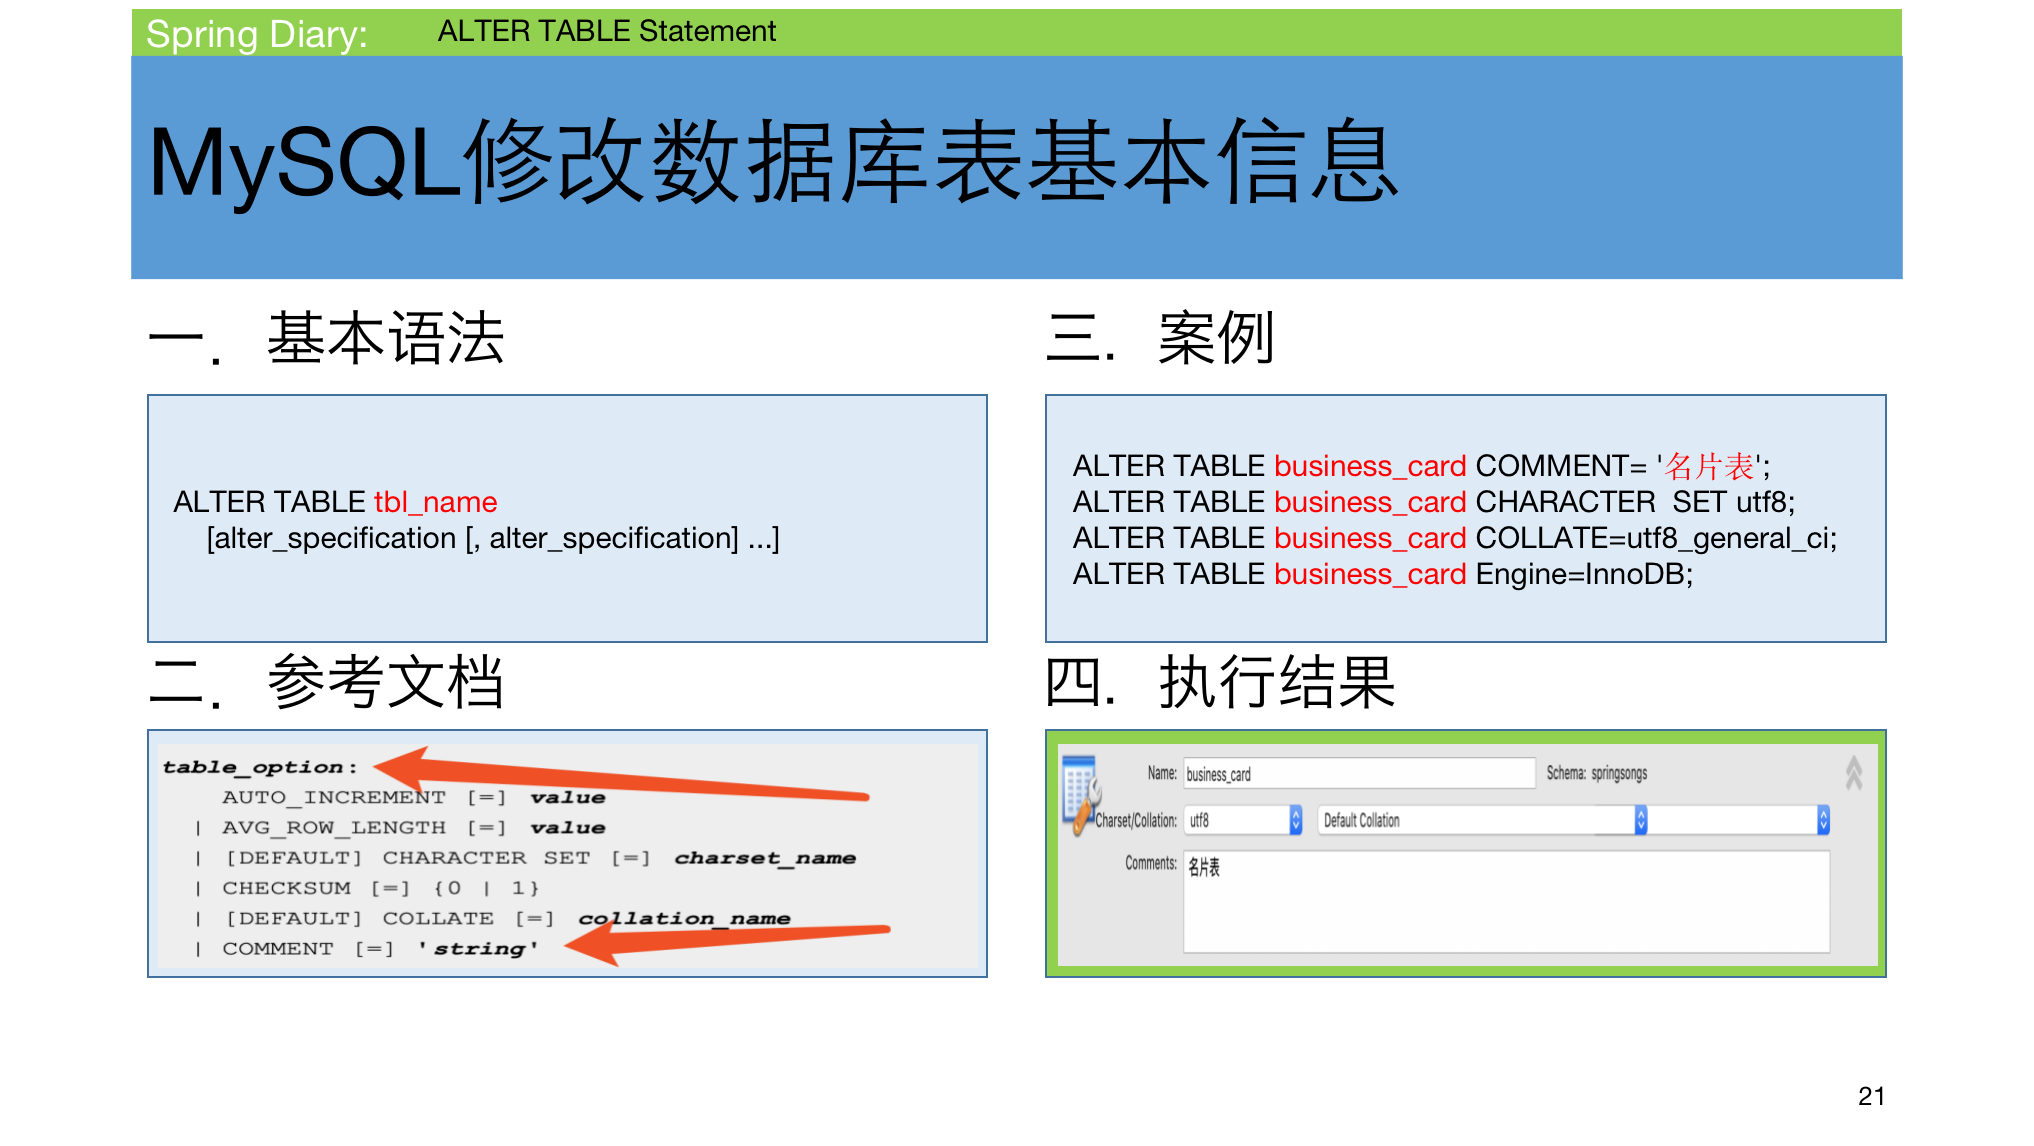 Spring Diary: ALTER TABLE Statement
MySQL修改数据库表基本信息
一. 基本语法
ALTER TABLE tbl_name
[alter_specification [, alter_specification] ...]
二. 参考文档
table_option:
AUTO_INCREMENT [=] value
| AVG_ROW_LENGTH [=] value
| [DEFAULT] CHARACTER SET [=] charset_name
| CHECKSUM [=] {0 | 1}
| [DEFAULT] COLLATE [=] collation_name
| COMMENT [=] 'string'
三. 案例
ALTER TABLE business_card COMMENT= '名片表';
ALTER TABLE business_card CHARACTER  SET utf8;
ALTER TABLE business_card COLLATE=utf8_general_ci;
ALTER TABLE business_card Engine=InnoDB;
四. 执行结果
Name: business_card Schema: springsongs
Charset/Collation: utf8 Default Collation
Comments: 名片表
21